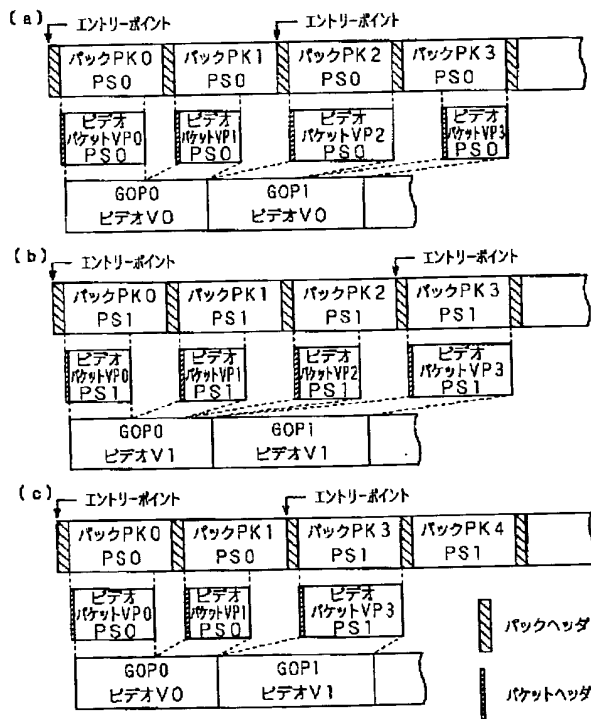 (a)
エントリーポイント エントリーポイント
パックPK0 パックPK1 パックPK2 パックPK3
PS0 PS0 PS0 PS0
ビデオ ビデオ ビデオ ビデオ
パケットVP0 パケットVP1 パケットVP2 パケットVP3
PS0 PS0 PS0 PS0
GOP0 GOP1
ビデオV0 ビデオV0
(b)
エントリーポイント エントリーポイント
パックPK0 パックPK1 パックPK2 パックPK3
PS1 PS1 PS1 PS1
ビデオ ビデオ ビデオ ビデオ
パケットVP0 パケットVP1 パケットVP2 パケットVP3
PS1 PS1 PS1 PS1
GOP0 GOP1
ビデオV1 ビデオV1
(c)
エントリーポイント エントリーポイント
パックPK0 パックPK1 パックPK3 パックPK4
PS0 PS0 PS1 PS1
ビデオ ビデオ ビデオ
パケットVP0 パケットVP1 パケットVP3
PS0 PS0 PS1
GOP0 GOP1
ビデオV0 ビデオV1
パックヘッダ
パケットヘッダ